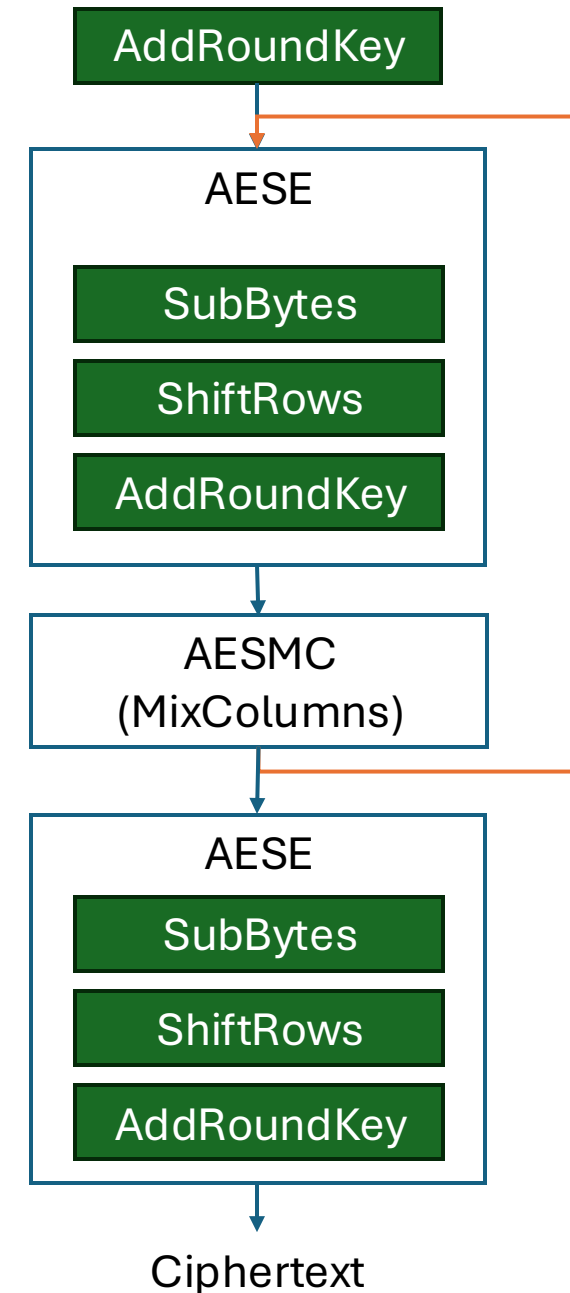 AddRoundKey
AESE
SubBytes
ShiftRows
AddRoundKey
AESMC
(MixColumns)
AESE
SubBytes
ShiftRows
AddRoundKey
Ciphertext